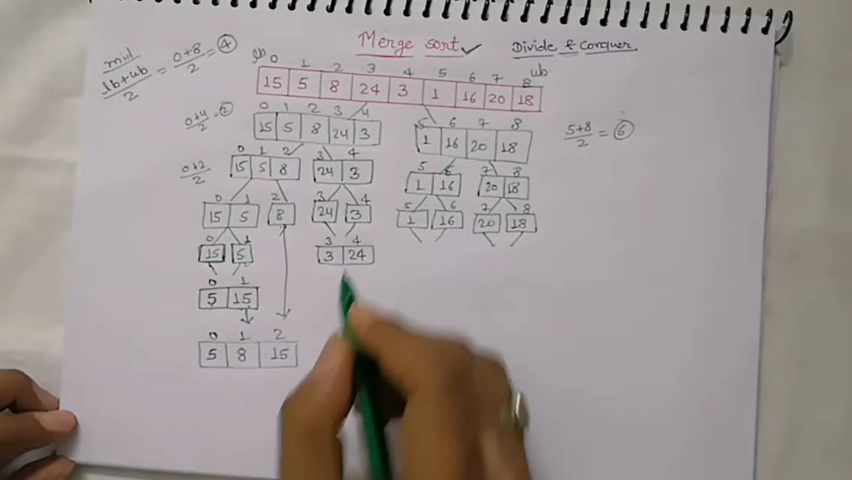 Merge sort Divide & Conquer
mid
lb+ub/2 = 0+8/2 = 4
lb ub
0 1 2 3 4 5 6 7 8
15 5 8 24 3 1 16 20 18
0+4/2 = 2
0 1 2 3 4
15 5 8 24 3
5 6 7 8
1 16 20 18
5+8/2 = 6
0+2/2
0 1 2
15 5 8
3 4
24 3
5 6
1 16
7 8
20 18
0 1
15 5
2
8
3
24
4
3
5
1
6
16
7
20
8
18
0
15
1
5
3 4
3 24
0 1
5 15
0 1 2
5 8 15